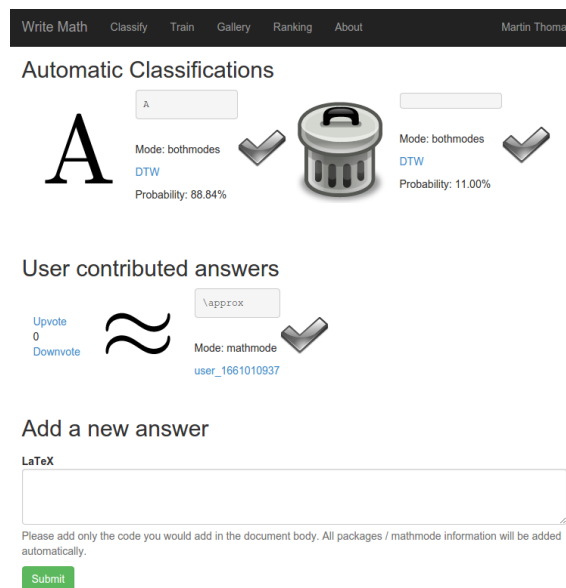 Write Math Classify Train Gallery Ranking About Martin Thoma
Automatic Classifications
A
A
Mode: bothmodes
DTW
Probability: 88.84%
Mode: bothmodes
DTW
Probability: 11.00%
User contributed answers
Upvote
0
Downvote
≈
\approx
Mode: mathmode
user_1661010937
Add a new answer
LaTeX
Please add only the code you would add in the document body. All packages / mathmode information will be added
automatically.
Submit